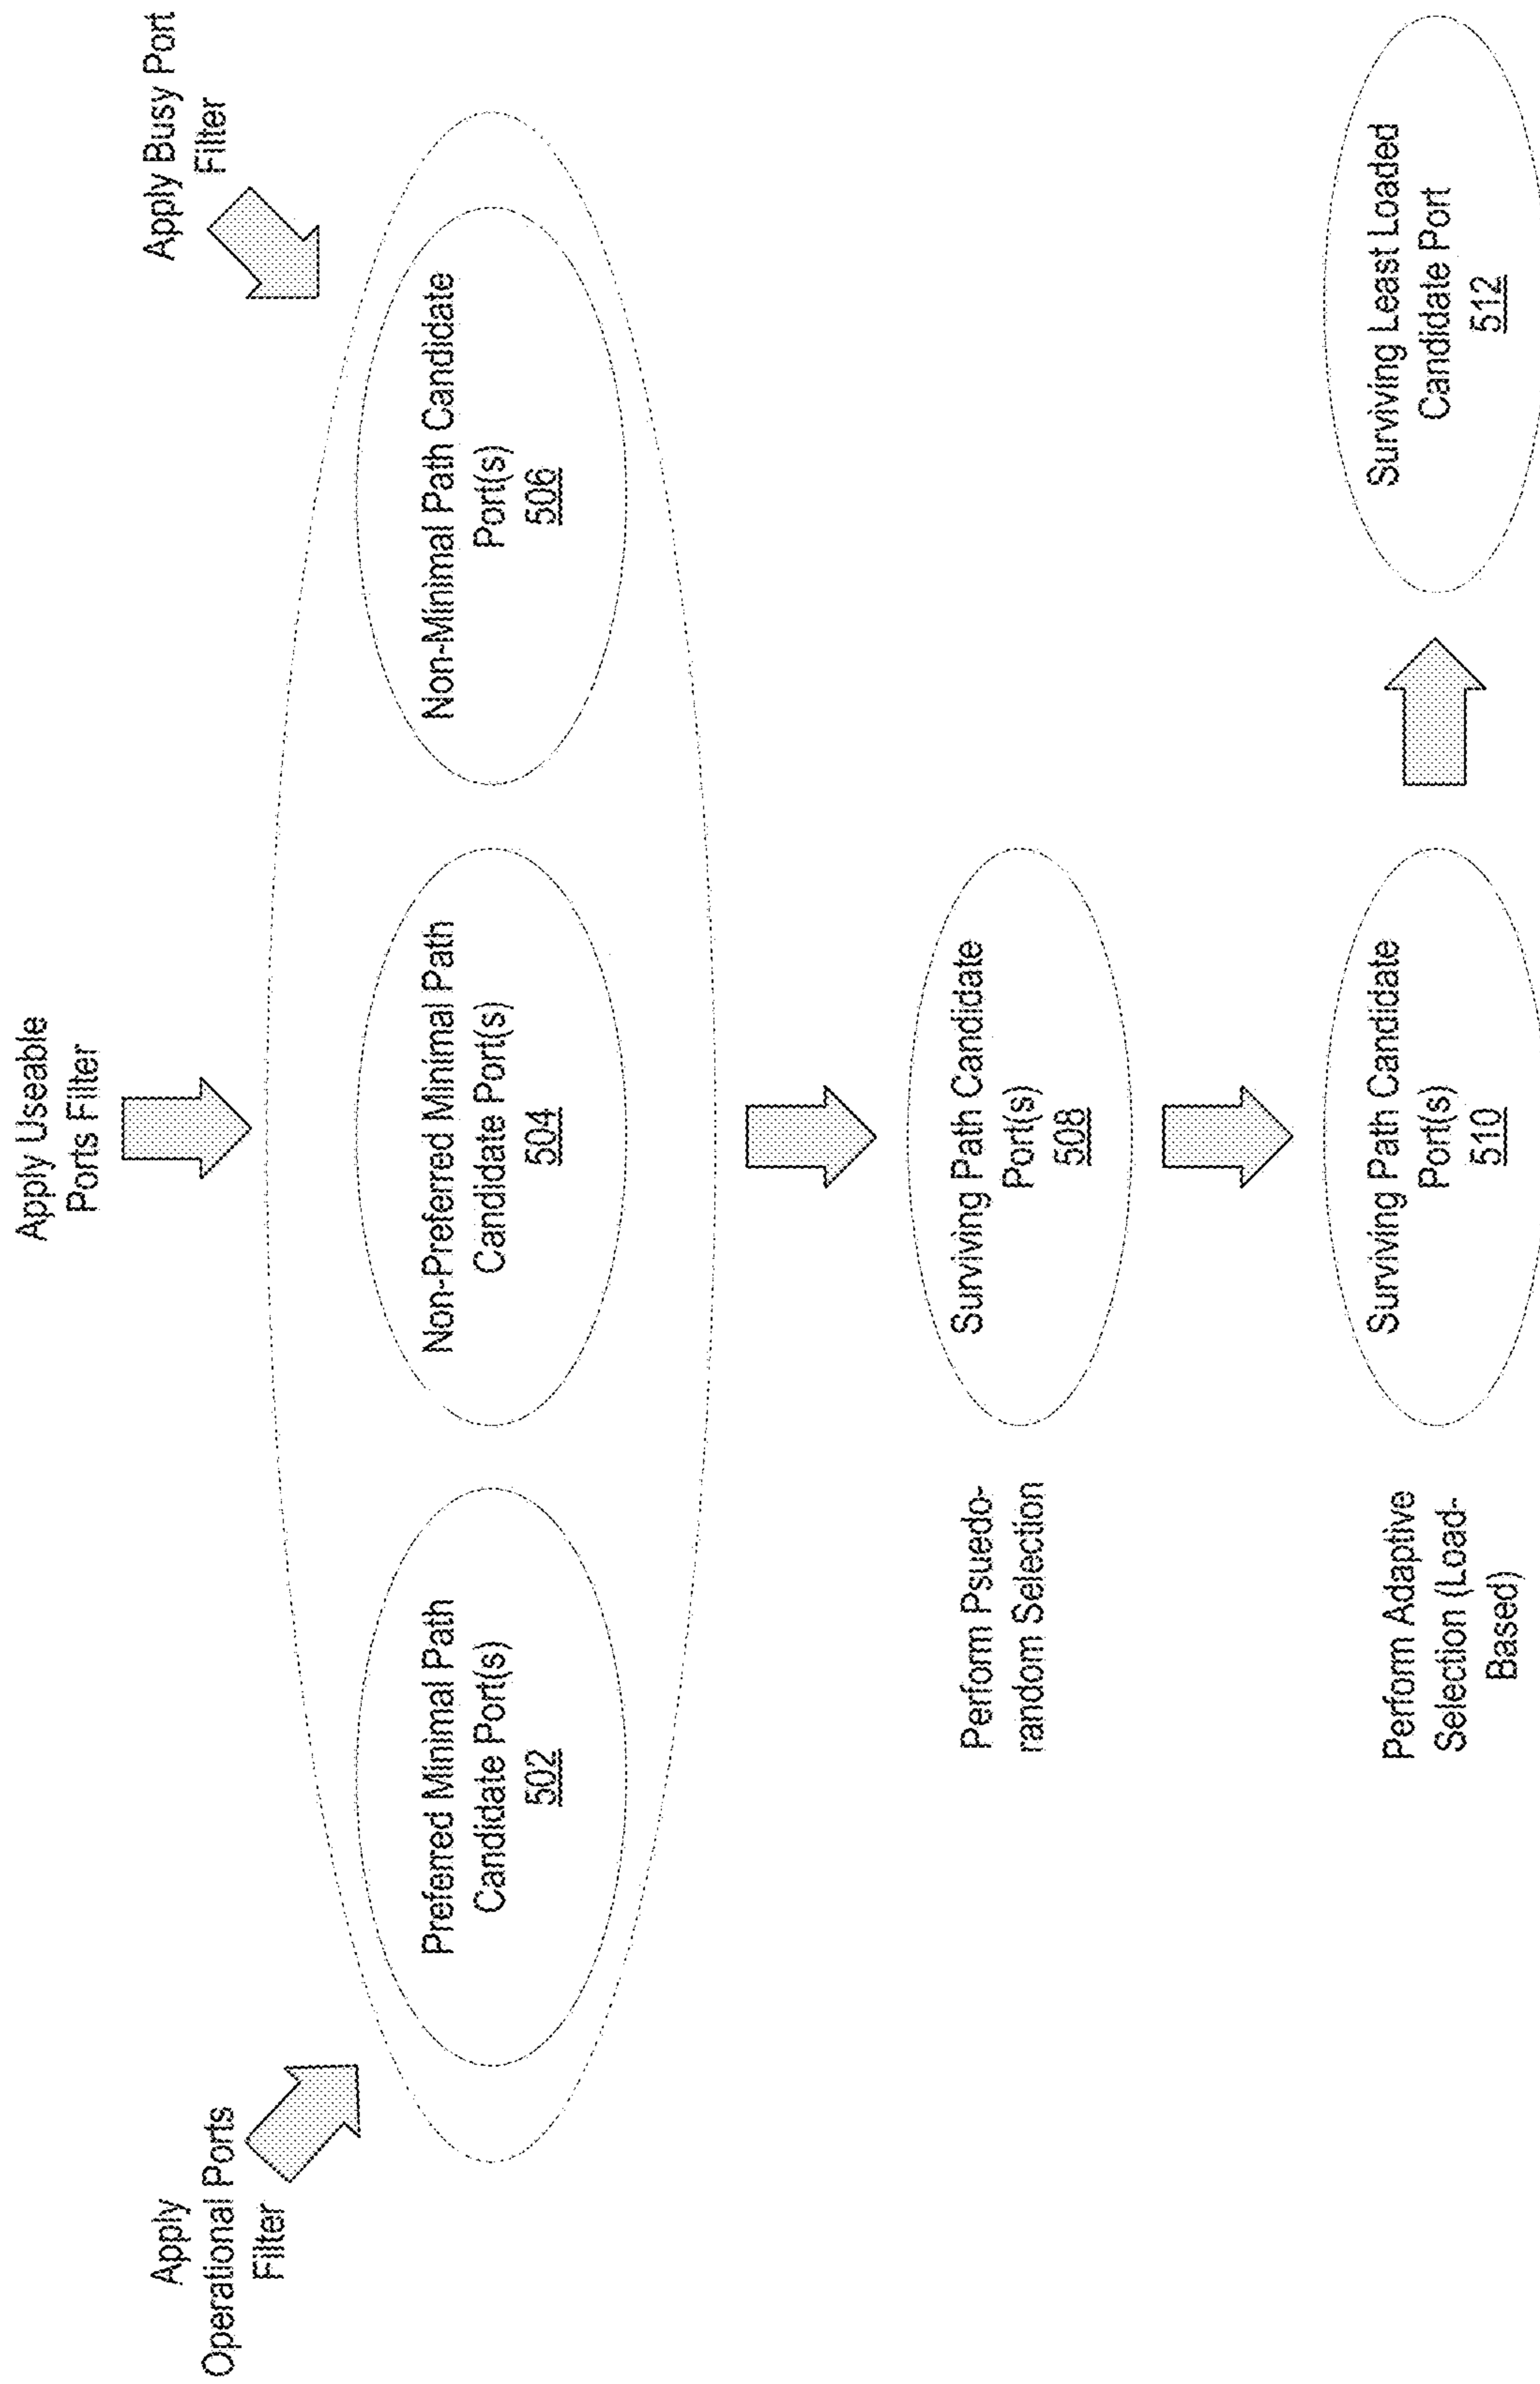 Apply
Operational Ports
Filter
Apply Useable
Ports Filter
Apply Busy Port
Filter
Preferred Minimal Path
Candidate Port(s)
502
Non-Preferred Minimal Path
Candidate Port(s)
504
Non-Minimal Path Candidate
Port(s)
506
Perform Psuedo-
random Selection
Surviving Path Candidate
Port(s)
508
Perform Adaptive
Selection (Load-
Based)
Surviving Path Candidate
Port(s)
510
Surviving Least Loaded
Candidate Port
512